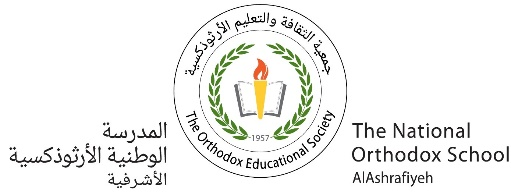 جمعية الثقافة والتعليم الأرثوذكسية
The Orthodox Educational Society
1957
المدرسة
الوطنية الأرثوذكسية
الأشرفية
The National
Orthodox School
AlAshrafiyeh